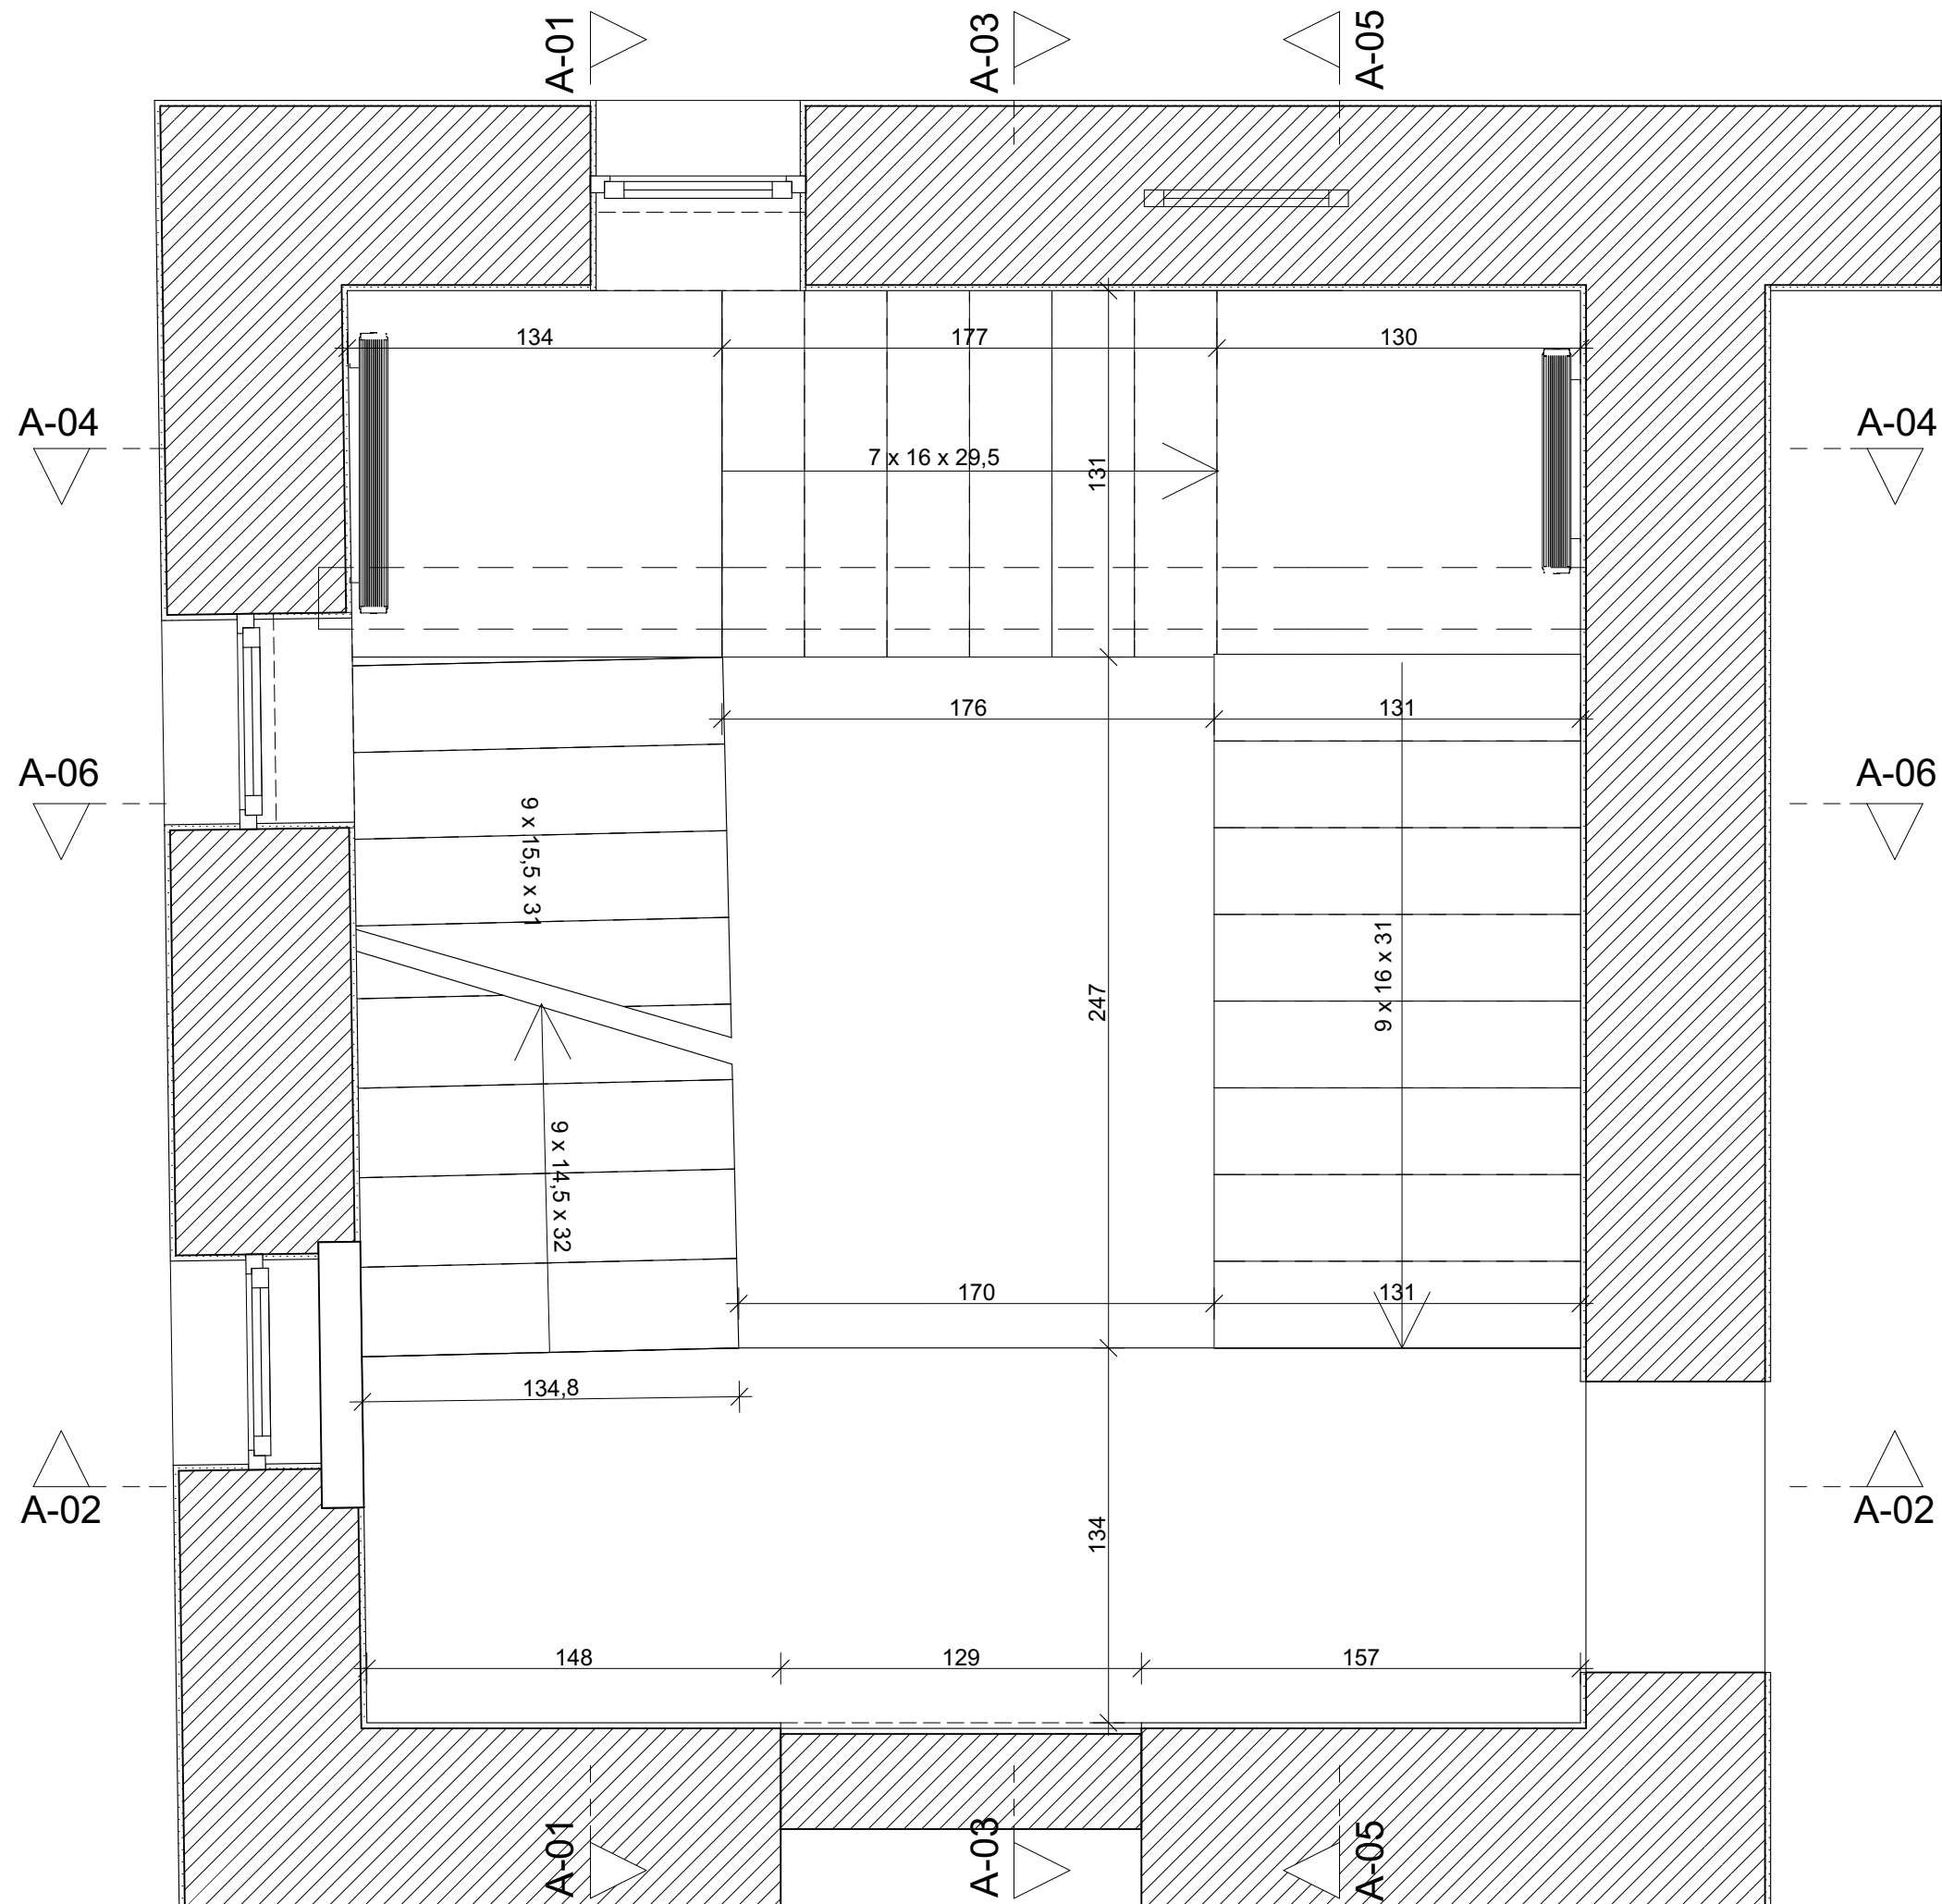 A-01
A-03
A-05
134
177
130
A-04
A-04
7 x 16 x 29,5
131
176
131
A-06
A-06
9 x 15,5 x 31
9 x 16 x 31
247
9 x 14,5 x 32
170
131
134,8
A-02
A-02
134
148
129
157
A-01
A-03
A-05